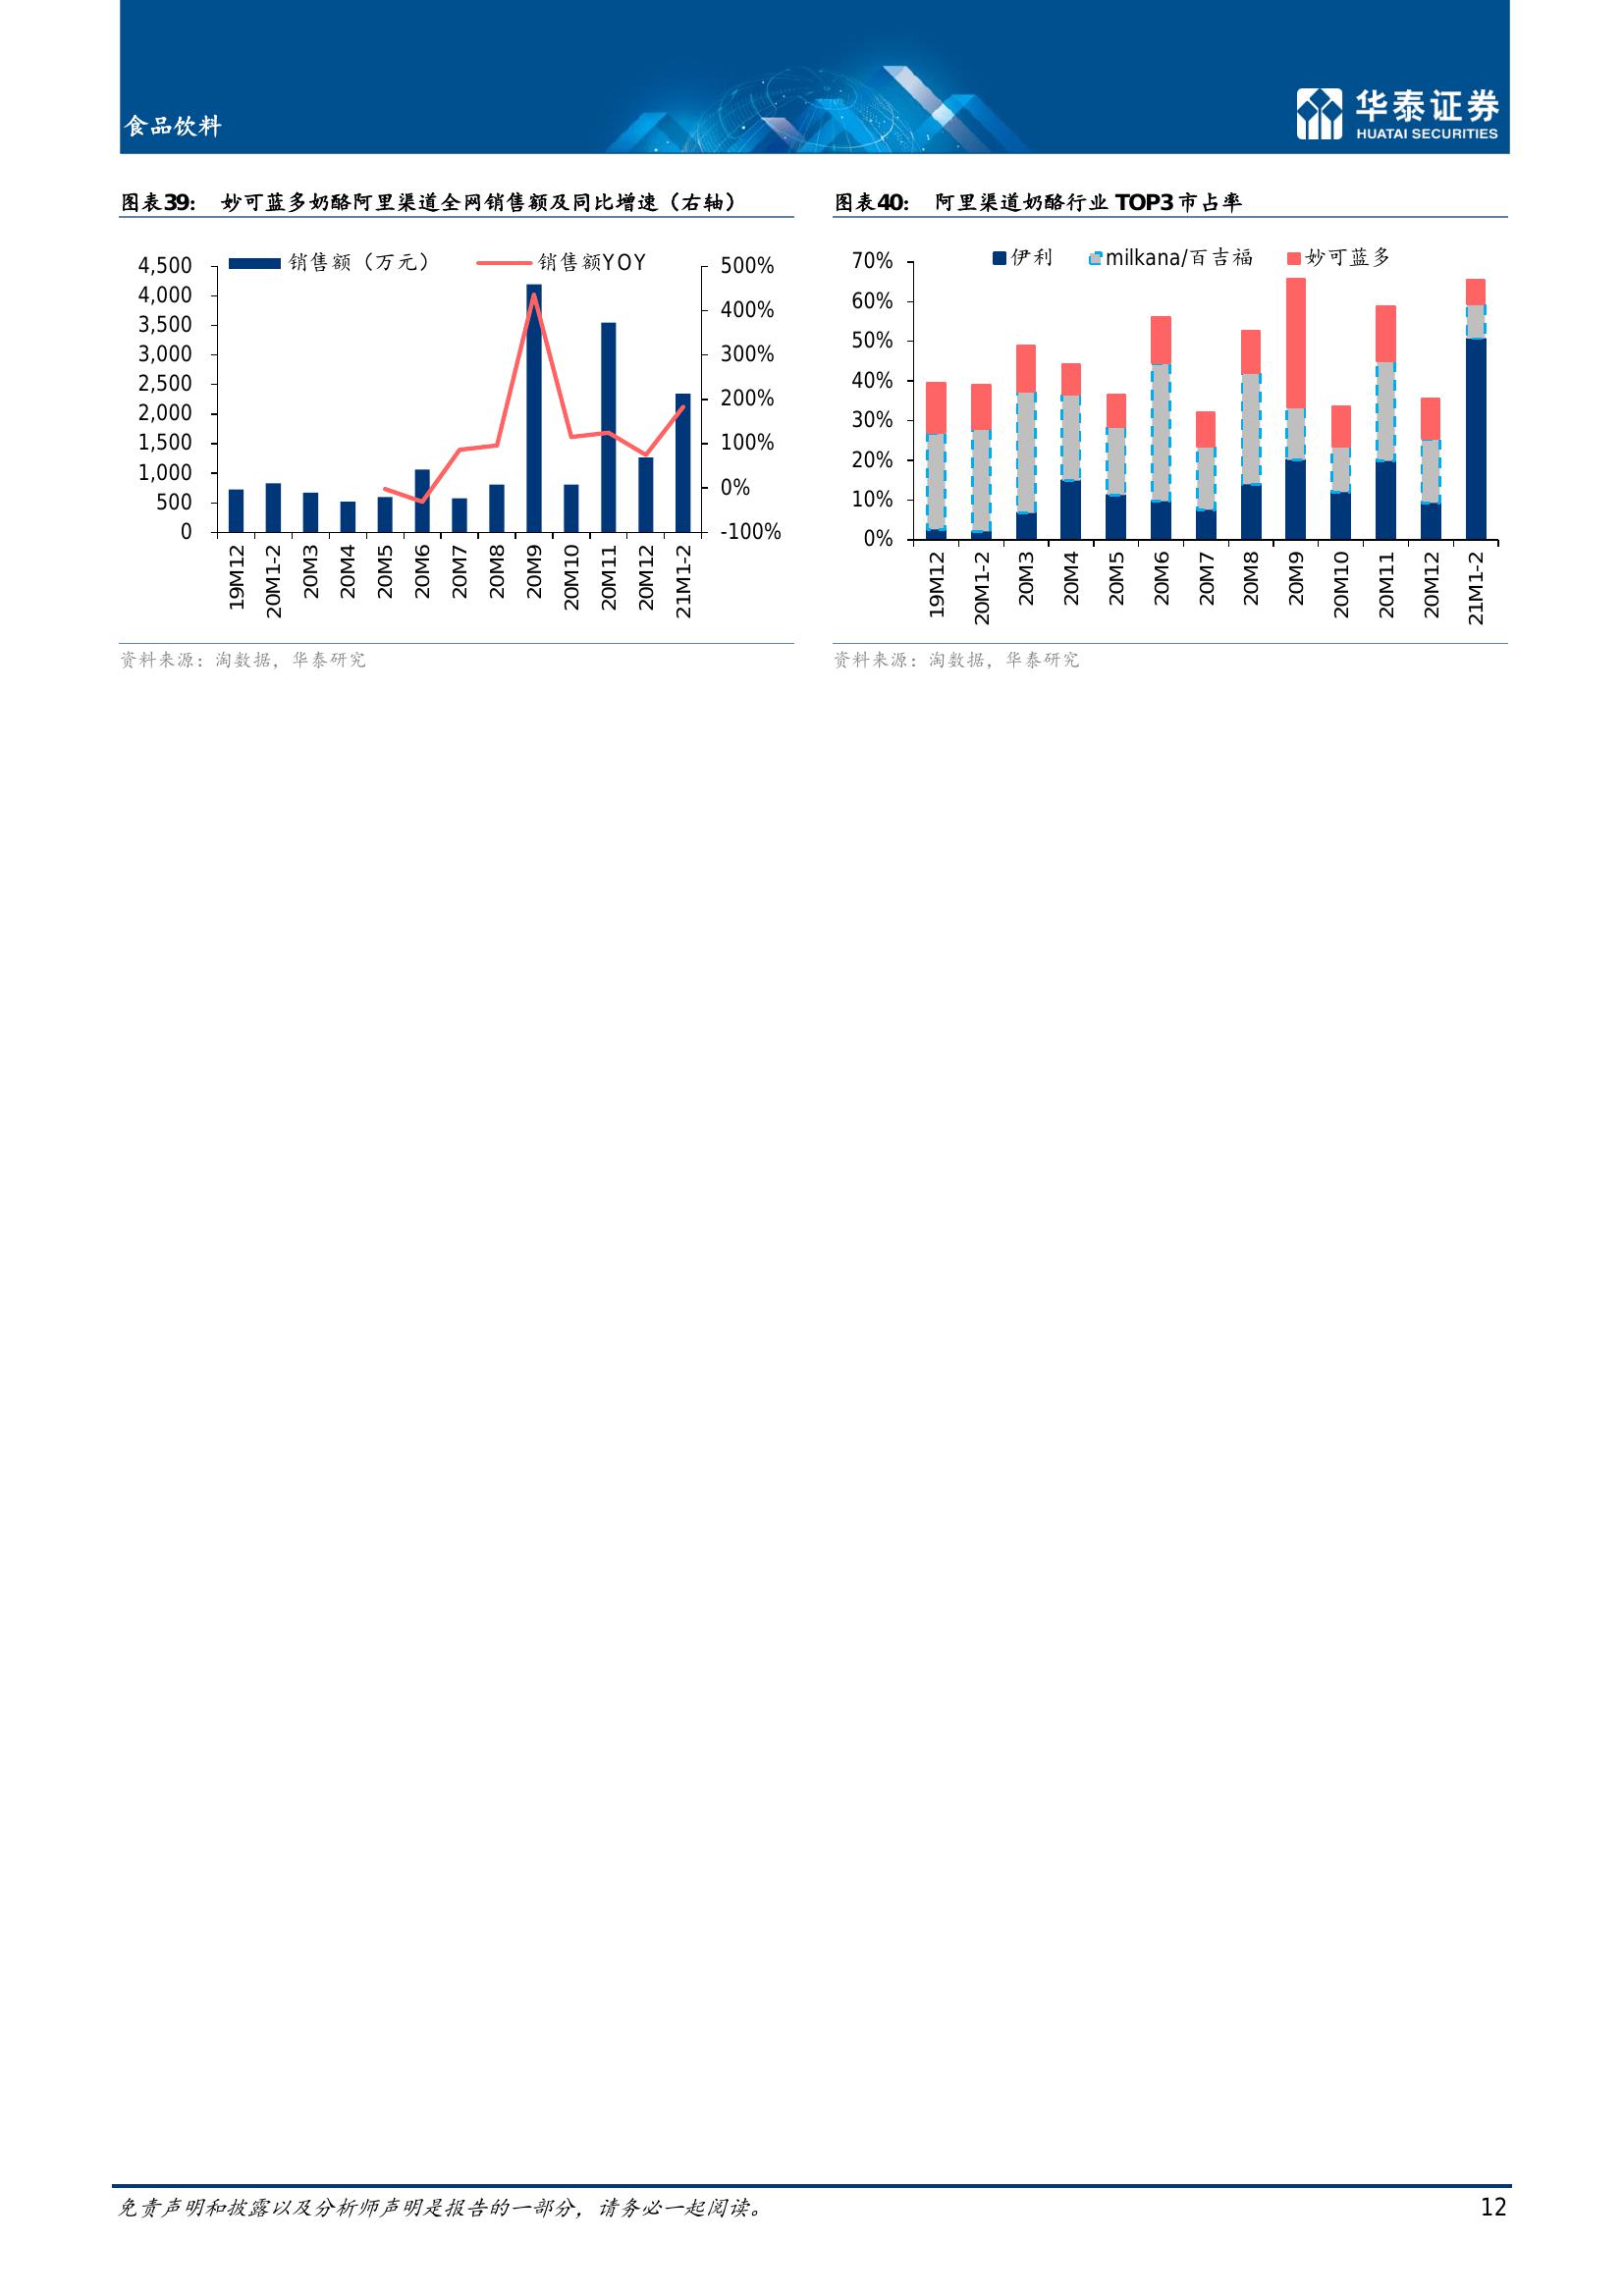 食品饮料
华泰证券
HUATAI SECURITIES
图表39： 妙可蓝多奶酪阿里渠道全网销售额及同比增速（右轴）
销售额（万元） 销售额YOY
4,500
4,000
3,500
3,000
2,500
2,000
1,500
1,000
500
0
500%
400%
300%
200%
100%
0%
-100%
19M12
20M1-2
20M3
20M4
20M5
20M6
20M7
20M8
20M9
20M10
20M11
20M12
21M1-2
资料来源：淘数据，华泰研究
图表40： 阿里渠道奶酪行业 TOP3 市占率
伊利 milkana/百吉福 妙可蓝多
70%
60%
50%
40%
30%
20%
10%
0%
19M12
20M1-2
20M3
20M4
20M5
20M6
20M7
20M8
20M9
20M10
20M11
20M12
21M1-2
资料来源：淘数据，华泰研究
免责声明和披露以及分析师声明是报告的一部分，请务必一起阅读。 12